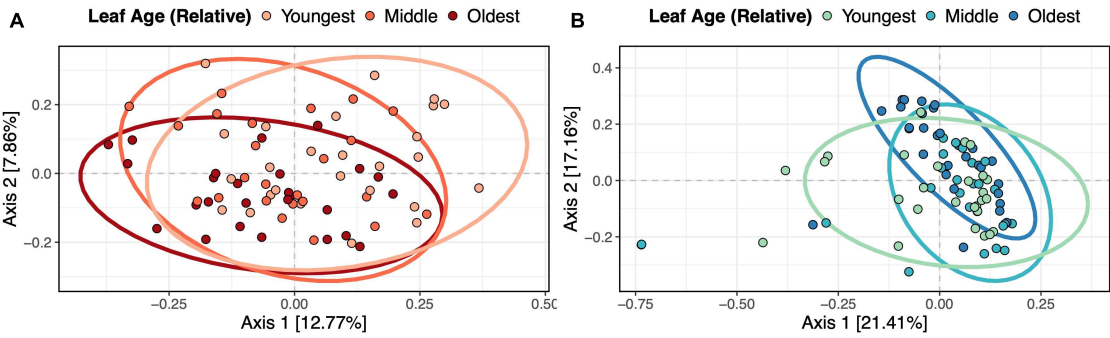 A Leaf Age (Relative) Youngest Middle Oldest
0.2
0.0
−0.2
Axis 2 [7.86%]
−0.25 0.00 0.25 0.50
Axis 1 [12.77%]
B Leaf Age (Relative) Youngest Middle Oldest
0.4
0.2
0.0
−0.2
Axis 2 [17.16%]
−0.75 −0.50 −0.25 0.00 0.25
Axis 1 [21.41%]